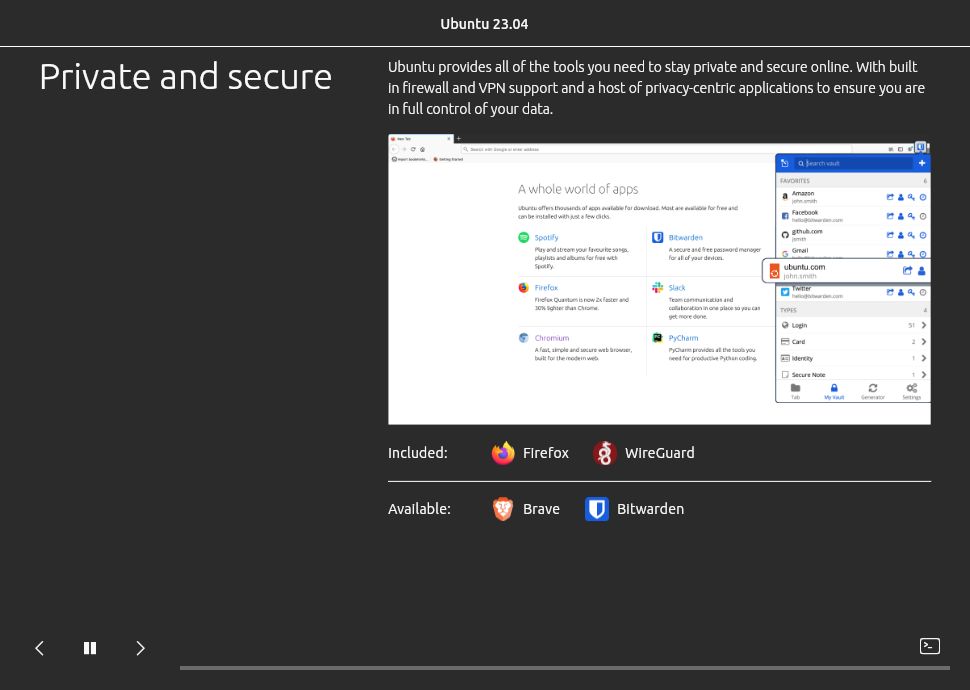 Ubuntu 23.04
Private and secure
Ubuntu provides all of the tools you need to stay private and secure online. With built
in firewall and VPN support and a host of privacy-centric applications to ensure you are
in full control of your data.
New Tab
Search with Google or enter address
Import bookmarks... Getting Started
A whole world of apps
Ubuntu offers thousands of apps available for download. Most are available for free and
can be installed with just a few clicks.
Spotify
Play and stream your favourite songs,
playlists and albums for free with
Spotify.
Bitwarden
A secure and free password manager
for all of your devices.
Firefox
FireFox Quantum is now 2x faster and
30% lighter than Chrome.
Slack
Team communication and
collaboration in one place so you can
get more done.
Chromium
A fast, simple and secure web browser,
built for the modern web.
PyCharm
PyCharm provides all the tools you
need for productive Python coding.
Search vault
FAVORITES 6
Amazon
john.smith
Facebook
hello@bitwarden.com
github.com
jsmith
Gmail
ubuntu.com
john.smith
Twitter
hello@bitwarden.com
TYPES 4
Login 51
Card 2
Identity 1
Secure Note 1
Tab My Vault Generator Settings
Included: Firefox WireGuard
Available: Brave Bitwarden